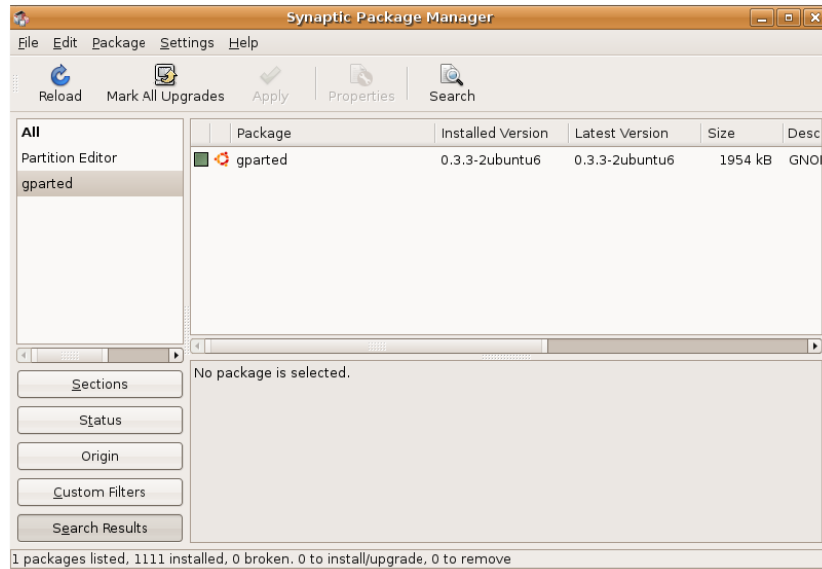 Synaptic Package Manager
File Edit Package Settings Help
Reload Mark All Upgrades Apply Properties Search
All
Partition Editor
gparted
Package Installed Version Latest Version Size Desc
gparted 0.3.3-2ubuntu6 0.3.3-2ubuntu6 1954 kB GNO
No package is selected.
Sections
Status
Origin
Custom Filters
Search Results
1 packages listed, 1111 installed, 0 broken. 0 to install/upgrade, 0 to remove